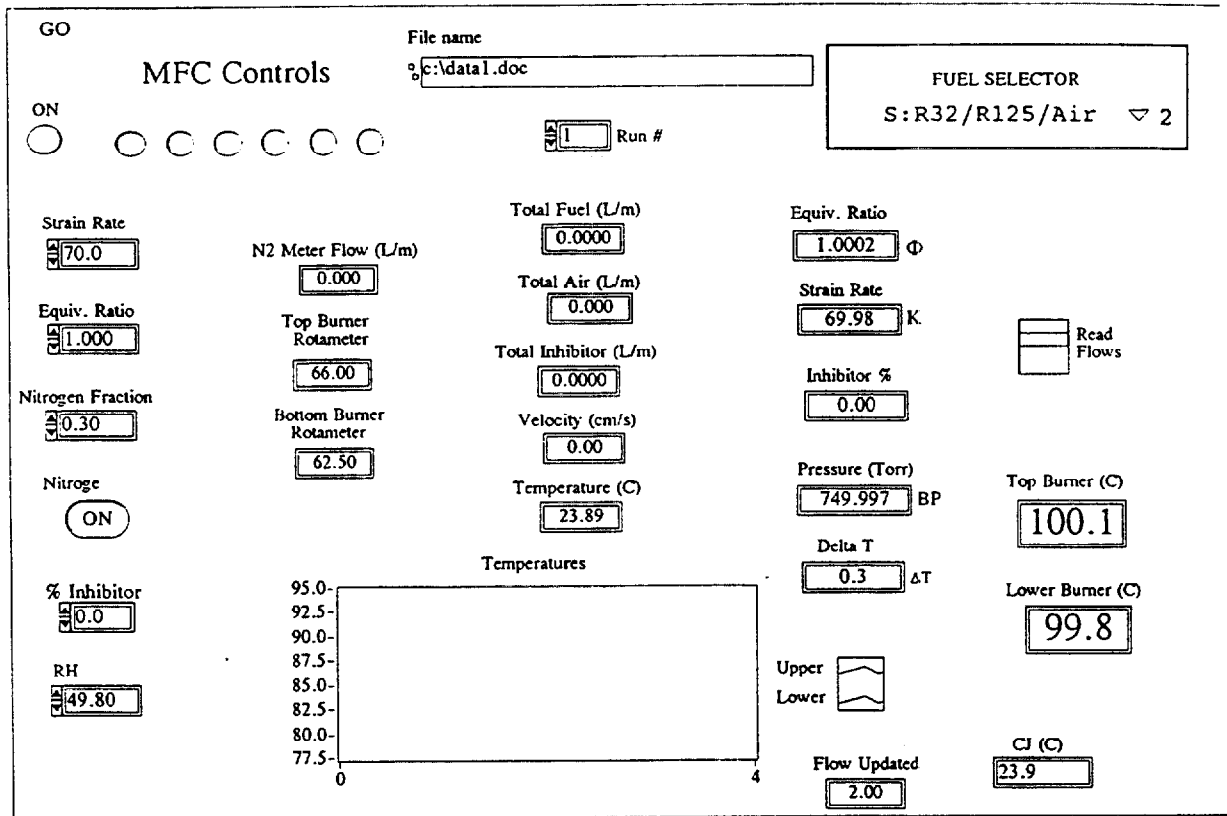 GO
MFC Controls
File name
c:\data1.doc
FUEL SELECTOR
S:R32/R125/Air 2
ON
1 Run #
Strain Rate
70.0
Equiv. Ratio
1.000
Nitrogen Fraction
0.30
Nitroge
ON
% Inhibitor
0.0
RH
49.80
N2 Meter Flow (L/m)
0.000
Top Burner
Rotameter
66.00
Bottom Burner
Rotameter
62.50
Total Fuel (L/m)
0.0000
Total Air (L/m)
0.000
Total Inhibitor (L/m)
0.0000
Velocity (cm/s)
0.00
Temperature (C)
23.89
Equiv. Ratio
1.0002 Φ
Strain Rate
69.98 K
Inhibitor %
0.00
Pressure (Torr)
749.997 BP
Delta T
0.3 ΔT
Read
Flows
Top Burner (C)
100.1
Lower Burner (C)
99.8
Temperatures
95.0
92.5
90.0
87.5
85.0
82.5
80.0
77.5
0 4
Upper
Lower
Flow Updated
2.00
CJ (C)
23.9